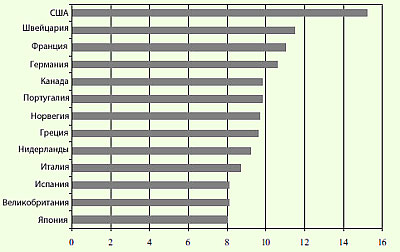 США
Швейцария
Франция
Германия
Канада
Португалия
Норвегия
Греция
Нидерланды
Италия
Испания
Великобритания
Япония
0 2 4 6 8 10 12 14 16